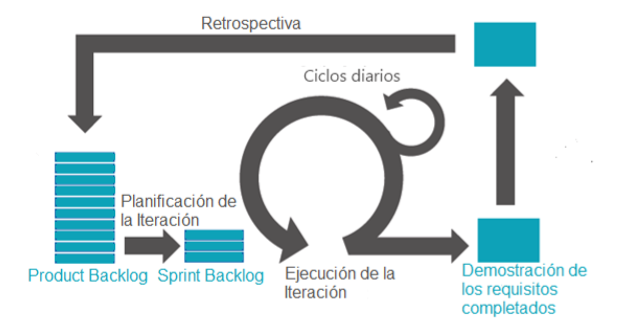 Retrospectiva
Ciclos diarios
Planificación de
la Iteración
Product Backlog
Sprint Backlog
Ejecución de la
Iteración
Demostración de
los requisitos
completados